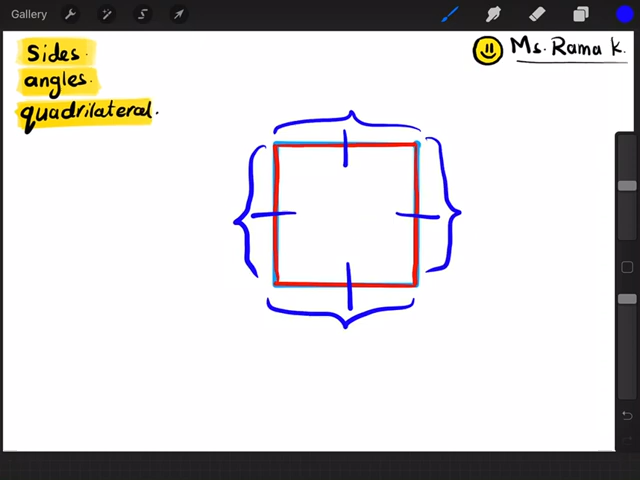 Gallery
Ms. Rama K.
Sides.
angles.
quadrilateral.